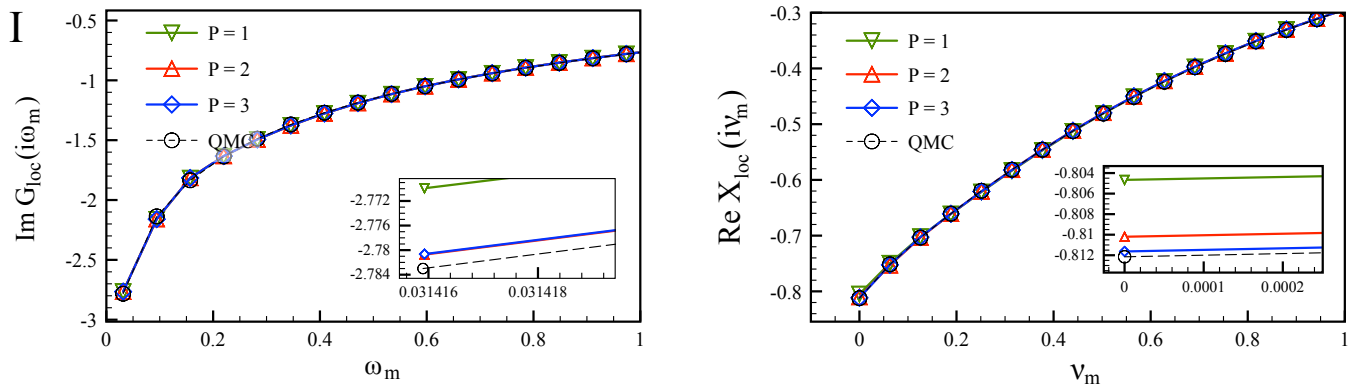 I
-0.5
-1
-1.5
-2
-2.5
-3
Im G_loc(iω_m)
P = 1
P = 2
P = 3
QMC
-2.772
-2.776
-2.78
-2.784
0.031416
0.031418
0
0.2
0.4
0.6
0.8
1
ω_m
-0.3
-0.4
-0.5
-0.6
-0.7
-0.8
Re X_loc(iν_m)
P = 1
P = 2
P = 3
QMC
-0.804
-0.806
-0.808
-0.81
-0.812
0
0.0001
0.0002
0
0.2
0.4
0.6
0.8
1
ν_m